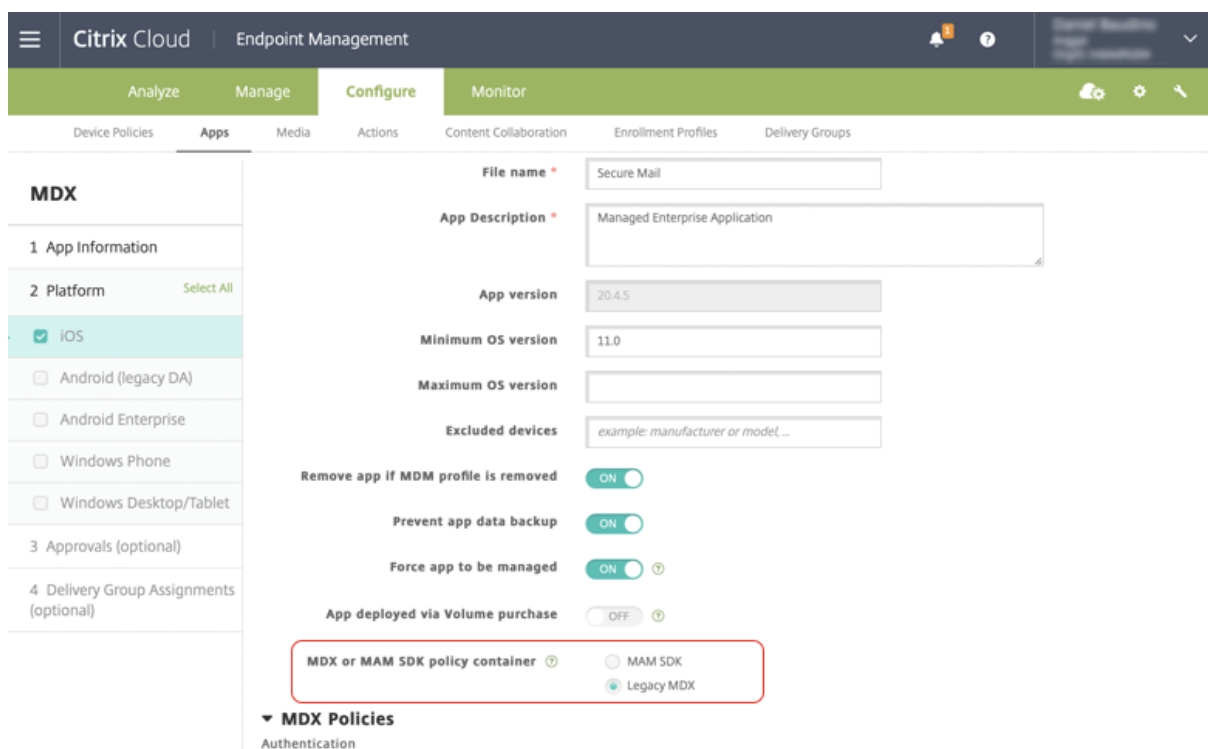 Citrix Cloud | Endpoint Management
1
Analyze Manage Configure Monitor
Device Policies Apps Media Actions Content Collaboration Enrollment Profiles Delivery Groups
MDX
1 App Information
2 Platform Select All
iOS
Android (legacy DA)
Android Enterprise
Windows Phone
Windows Desktop/Tablet
3 Approvals (optional)
4 Delivery Group Assignments
(optional)
File name * Secure Mail
App Description * Managed Enterprise Application
App version 20.4.5
Minimum OS version 11.0
Maximum OS version
Excluded devices example: manufacturer or model, ...
Remove app if MDM profile is removed ON
Prevent app data backup ON
Force app to be managed ON ?
App deployed via Volume purchase OFF ?
MDX or MAM SDK policy container ? MAM SDK
Legacy MDX
MDX Policies
Authentication